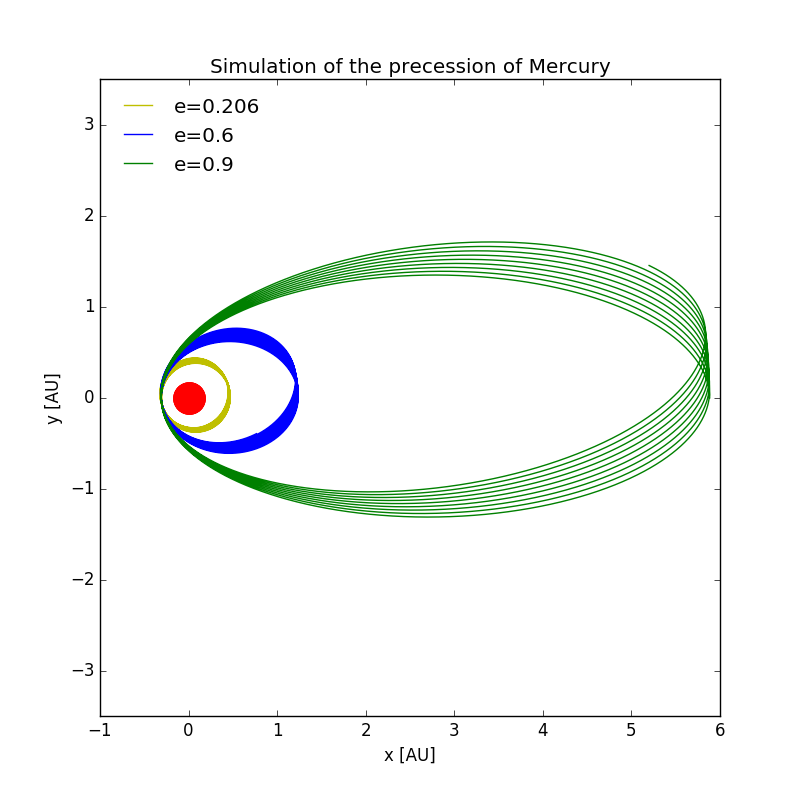 Simulation of the precession of Mercury
e=0.206
e=0.6
e=0.9
3
2
1
0
−1
−2
−3
y [AU]
−1 0 1 2 3 4 5 6
x [AU]